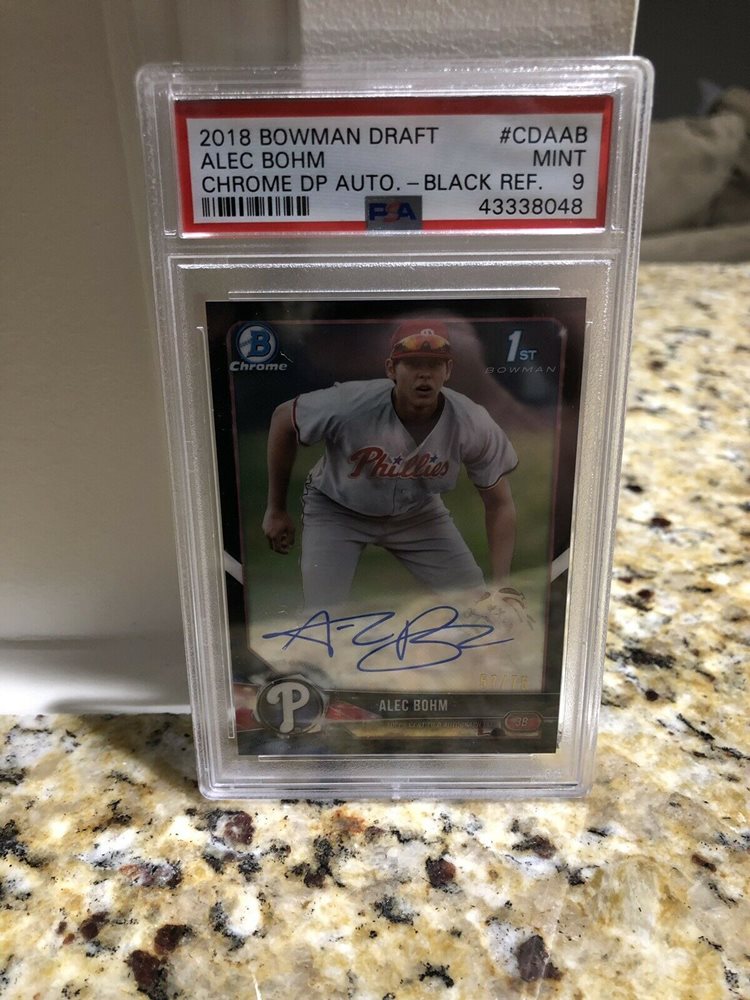 2018 BOWMAN DRAFT #CDAAB
ALEC BOHM MINT
CHROME DP AUTO. - BLACK REF. 9
PSA 43338048
B
Chrome
1ST
BOWMAN
Phillies
P
ALEC BOHM
3B